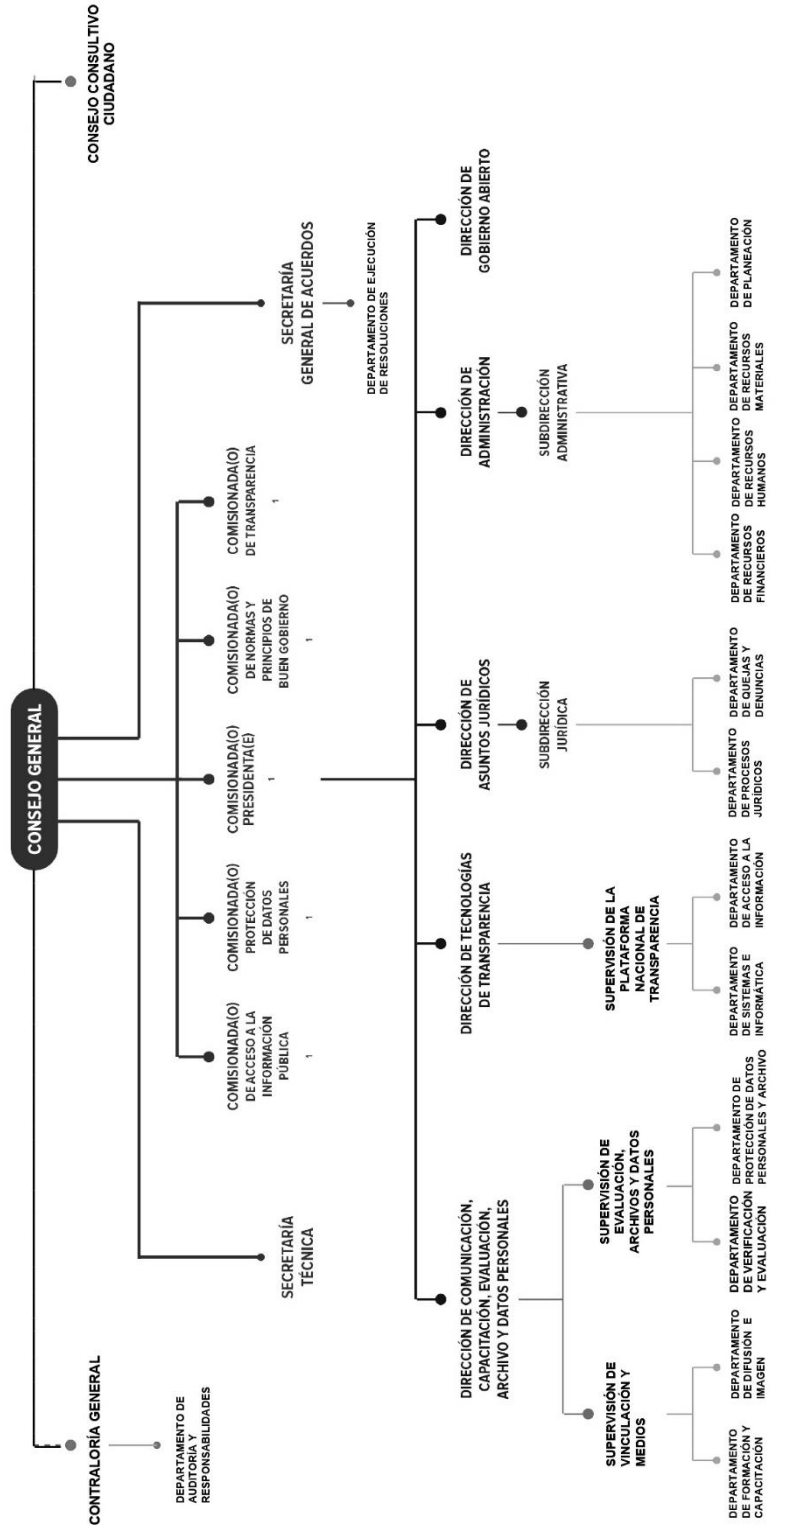 CONSEJO GENERAL
CONTRALORÍA GENERAL
DEPARTAMENTO DE
AUDITORÍA Y
RESPONSABILIDADES
CONSEJO CONSULTIVO
CIUDADANO
SECRETARÍA
TÉCNICA
COMISIONADA(O)
DE ACCESO A LA
INFORMACIÓN
PÚBLICA
1
COMISIONADA(O)
PROTECCIÓN
DE DATOS
PERSONALES
1
COMISIONADA(O)
PRESIDENTA(E)
1
COMISIONADA(O)
DE NORMAS Y
PRINCIPIOS DE
BUEN GOBIERNO
1
COMISIONADA(O)
DE TRANSPARENCIA
1
SECRETARÍA
GENERAL DE ACUERDOS
DEPARTAMENTO DE EJECUCIÓN
DE RESOLUCIONES
DIRECCIÓN DE COMUNICACIÓN,
CAPACITACIÓN, EVALUACIÓN,
ARCHIVO Y DATOS PERSONALES
DIRECCIÓN DE TECNOLOGÍAS
DE TRANSPARENCIA
DIRECCIÓN DE
ASUNTOS JURÍDICOS
DIRECCIÓN DE
ADMINISTRACIÓN
DIRECCIÓN DE
GOBIERNO ABIERTO
SUBDIRECCIÓN
JURÍDICA
SUBDIRECCIÓN
ADMINISTRATIVA
SUPERVISIÓN DE
VINCULACIÓN Y
MEDIOS
SUPERVISIÓN DE
EVALUACIÓN,
ARCHIVOS Y DATOS
PERSONALES
SUPERVISIÓN DE LA
PLATAFORMA
NACIONAL DE
TRANSPARENCIA
DEPARTAMENTO
DE FORMACIÓN Y
CAPACITACIÓN
DEPARTAMENTO
DE DIFUSIÓN E
IMAGEN
DEPARTAMENTO
DE VERIFICACIÓN
Y EVALUACIÓN
DEPARTAMENTO DE
PROTECCIÓN DE DATOS
PERSONALES Y ARCHIVO
DEPARTAMENTO
DE SISTEMAS E
INFORMÁTICA
DEPARTAMENTO
DE ACCESO A LA
INFORMACIÓN
DEPARTAMENTO
DE PROCESOS
JURÍDICOS
DEPARTAMENTO
DE QUEJAS Y
DENUNCIAS
DEPARTAMENTO
DE RECURSOS
FINANCIEROS
DEPARTAMENTO
DE RECURSOS
HUMANOS
DEPARTAMENTO
DE RECURSOS
MATERIALES
DEPARTAMENTO
DE PLANEACIÓN